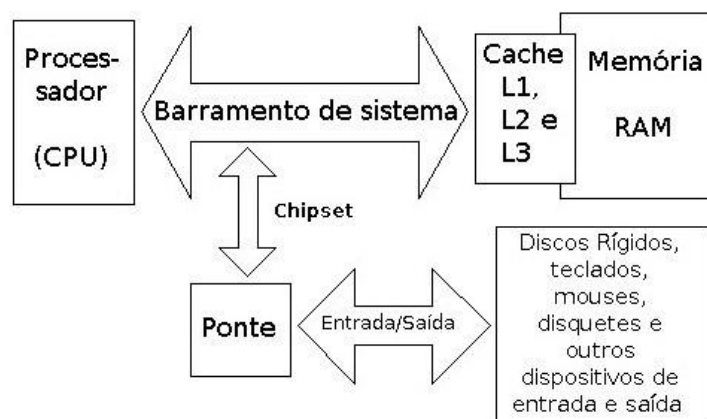 Proces-
sador
(CPU)
Barramento de sistema
Cache
L1,
L2 e
L3
Memória
RAM
Chipset
Ponte
Entrada/Saída
Discos Rígidos,
teclados,
mouses,
disquetes e
outros
dispositivos de
entrada e saída